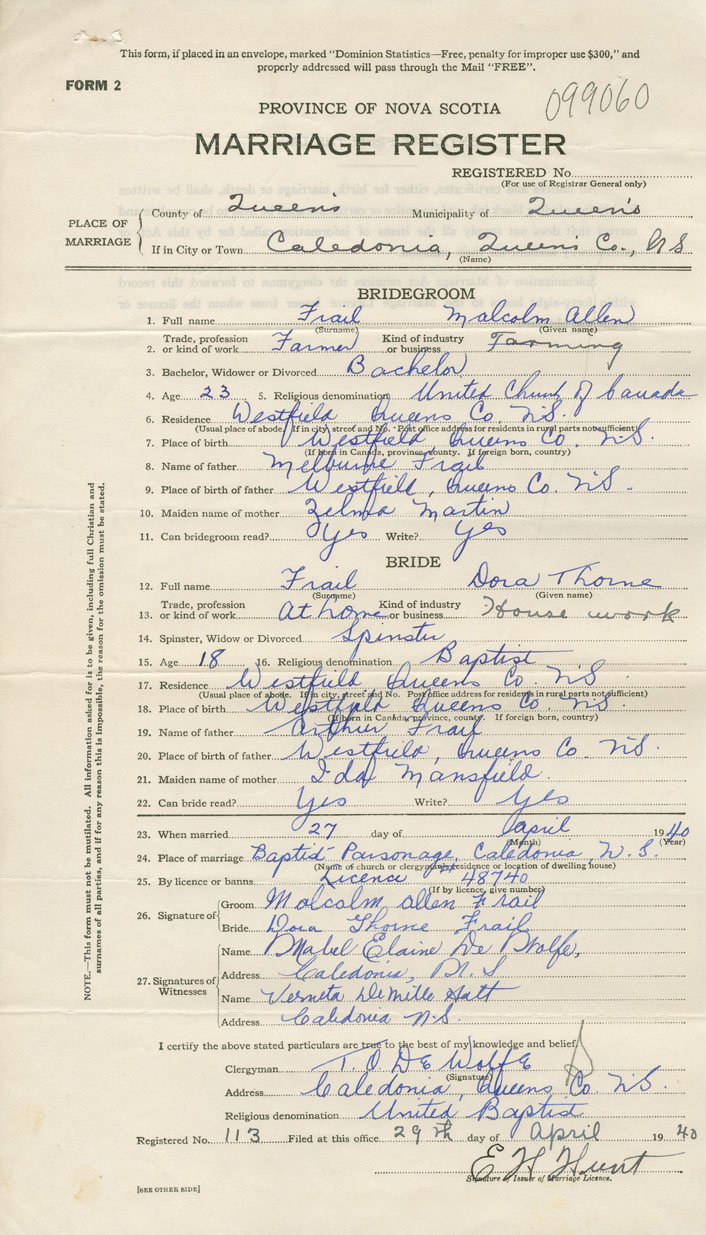 This form, if placed in an envelope, marked "Dominion Statistics—Free, penalty for improper use $300," and
properly addressed will pass through the Mail "FREE".
FORM 2
099060
PROVINCE OF NOVA SCOTIA
MARRIAGE REGISTER
REGISTERED No.
(For use of Registrar General only)
PLACE OF MARRIAGE
County of Queen's Municipality of Queen's
If in City or Town Caledonia, Queen's Co., N.S
(Name)
BRIDEGROOM
1. Full name Frail Malcolm Allen
(Surname) (Given name)
2. Trade, profession or kind of work Farmer Kind of industry or business Farming
3. Bachelor, Widower or Divorced Bachelor
4. Age 23 5. Religious denomination United Church of Canada
6. Residence Westfield Queens Co. N.S.
(Usual place of abode. If in city, street and No. Post office address for residents in rural parts not sufficient)
7. Place of birth Westfield, Queens Co. N.S.
(If born in Canada, province, county. If foreign born, country)
8. Name of father Melburne Frail
9. Place of birth of father Westfield, Queens Co. N.S.
10. Maiden name of mother Zelma Martin
11. Can bridegroom read? Yes Write? Yes
BRIDE
12. Full name Frail Dora Thorne
(Surname) (Given name)
13. Trade, profession or kind of work At home Kind of industry or business House work
14. Spinster, Widow or Divorced Spinster
15. Age 18 16. Religious denomination Baptist
17. Residence Westfield Queens Co. N.S
(Usual place of abode. If in city, street and No. Post office address for residents in rural parts not sufficient)
18. Place of birth Westfield Queens Co. N.S.
(If born in Canada, province, county. If foreign born, country)
19. Name of father Arthur Frail
20. Place of birth of father Westfield, Queens Co. N.S.
21. Maiden name of mother Ida Mansfield.
22. Can bride read? Yes Write? Yes
23. When married 27 day of April 1940
(Month) (Year)
24. Place of marriage Baptist Parsonage, Caledonia, N.S.
(Name of church or clergyman's residence or location of dwelling house)
25. By licence or banns Licence 48740
(If by licence, give number)
26. Signature of
Groom Malcolm Allen Frail
Bride Dora Thorne Frail
27. Signatures of Witnesses
Name Mabel Elaine De Wolfe,
Address Caledonia, N.S
Name Verneta DeMille Hatt
Address Caledonia N.S.
I certify the above stated particulars are true to the best of my knowledge and belief.
Clergyman T. O DeWolfe
(Signature)
Address Caledonia, Queens Co N.S.
Religious denomination United Baptist
Registered No. 113 Filed at this office 29th day of April 1940
E H Hunt
Signature of Issuer of Marriage Licence.
[SEE OTHER SIDE]
NOTE.—This form must not be mutilated. All information asked for is to be given, including full Christian and
surnames of all parties, and if for any reason this is impossible, the reason for the omission must be stated.